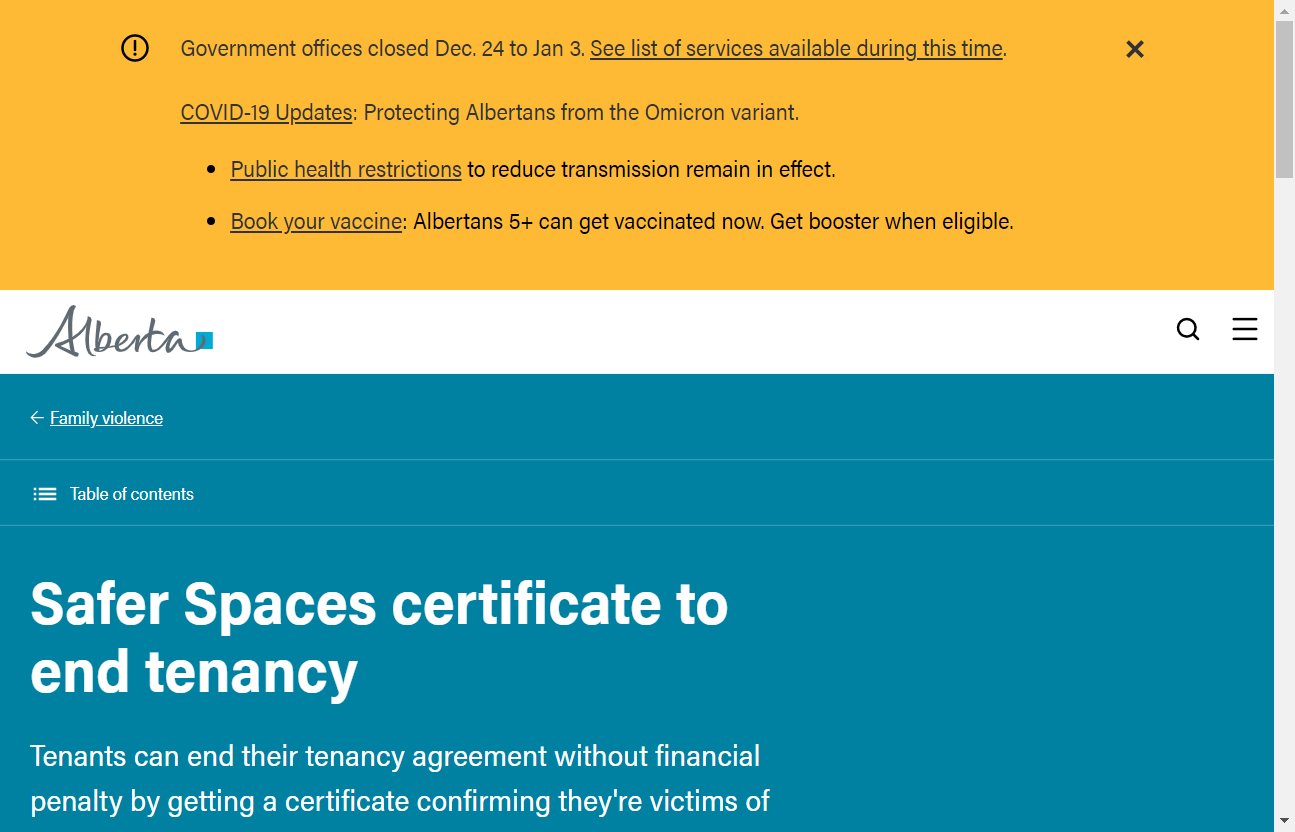 Government offices closed Dec. 24 to Jan 3. See list of services available during this time.
COVID-19 Updates: Protecting Albertans from the Omicron variant.
• Public health restrictions to reduce transmission remain in effect.
• Book your vaccine: Albertans 5+ can get vaccinated now. Get booster when eligible.
Alberta
Family violence
Table of contents
Safer Spaces certificate to
end tenancy
Tenants can end their tenancy agreement without financial
penalty by getting a certificate confirming they're victims of